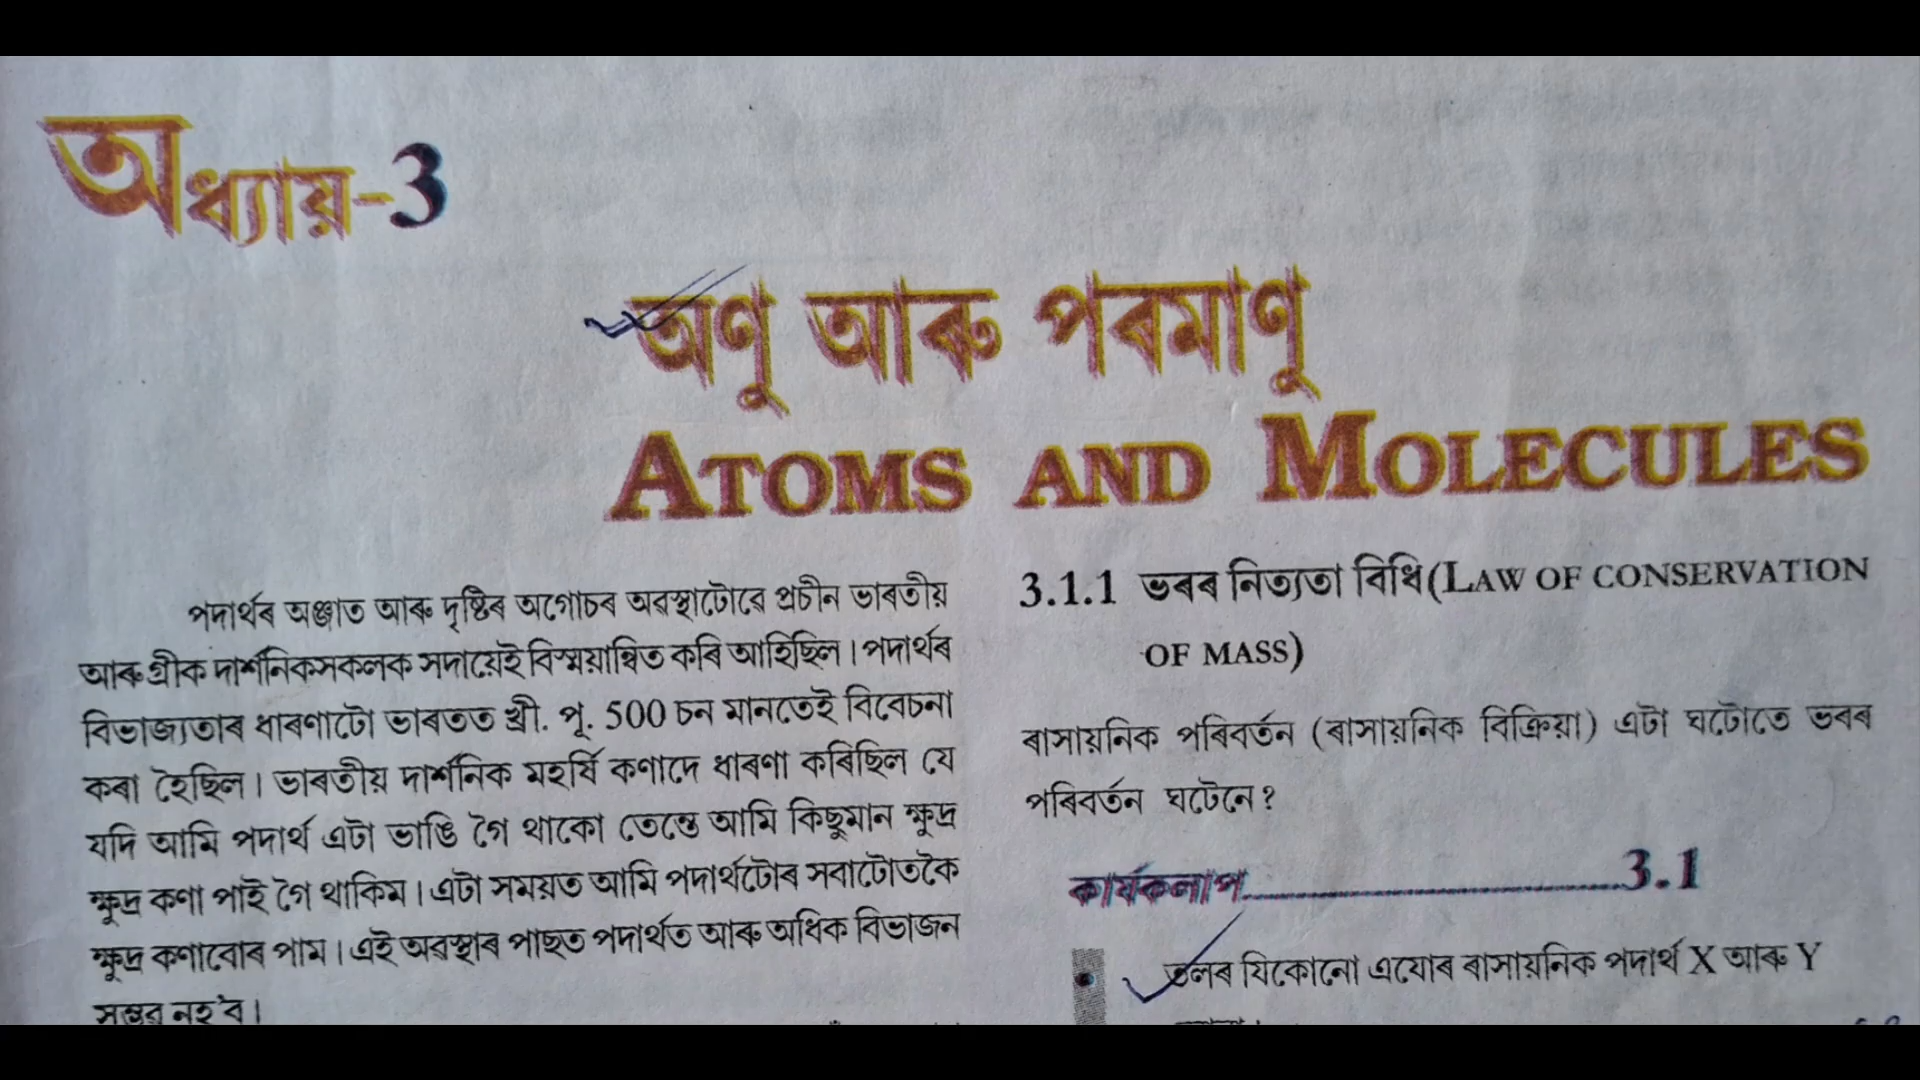 অধ্যায়-3
অণু আৰু পৰমাণু
ATOMS AND MOLECULES
পদাৰ্থৰ অজ্ঞাত আৰু দৃষ্টিৰ অগোচৰ অৱস্থাটোৱে প্ৰচীন ভাৰতীয়
আৰু গ্ৰীক দাৰ্শনিকসকলক সদায়েই বিস্ময়ান্বিত কৰি আহিছিল। পদাৰ্থৰ
বিভাজ্যতাৰ ধাৰণাটো ভাৰতত খ্ৰী. পূ. 500 চন মানতেই বিবেচনা
কৰা হৈছিল। ভাৰতীয় দাৰ্শনিক মহৰ্ষি কণাদে ধাৰণা কৰিছিল যে
যদি আমি পদাৰ্থ এটা ভাঙি গৈ থাকো তেন্তে আমি কিছুমান ক্ষুদ্ৰ
ক্ষুদ্ৰ কণা পাই গৈ থাকিম। এটা সময়ত আমি পদাৰ্থটোৰ সবাটোতকৈ
ক্ষুদ্ৰ কণাবোৰ পাম। এই অৱস্থাৰ পাছত পদাৰ্থত আৰু অধিক বিভাজন
সম্ভৱ নহ'ব।
3.1.1 ভৰৰ নিত্যতা বিধি(LAW OF CONSERVATION
OF MASS)
ৰাসায়নিক পৰিবৰ্তন (ৰাসায়নিক বিক্ৰিয়া) এটা ঘটোতে ভৰৰ
পৰিবৰ্তন ঘটেনে?
কাৰ্যকলাপ..............................3.1
• তলৰ যিকোনো এযোৰ ৰাসায়নিক পদাৰ্থ X আৰু Y